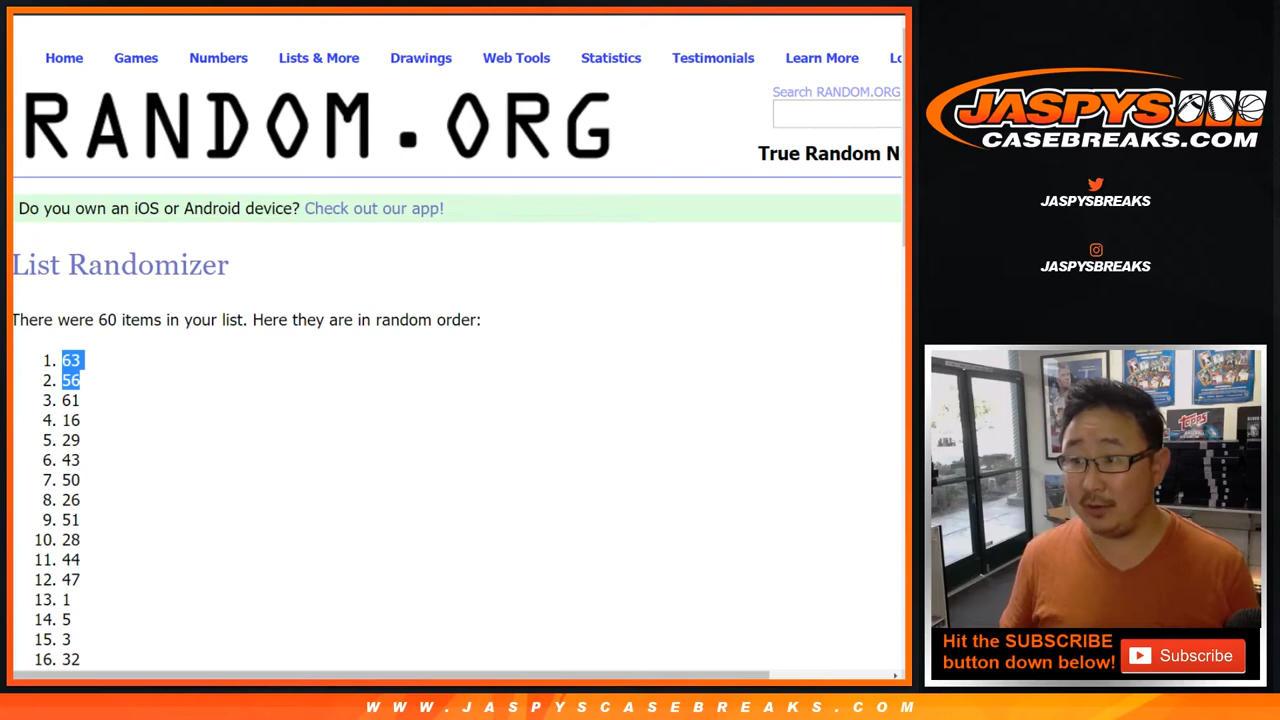 Home Games Numbers Lists & More Drawings Web Tools Statistics Testimonials Learn More Lo
Search RANDOM.ORG
RANDOM.ORG
True Random N
Do you own an iOS or Android device? Check out our app!
List Randomizer
There were 60 items in your list. Here they are in random order:
1. 63
2. 56
3. 61
4. 16
5. 29
6. 43
7. 50
8. 26
9. 51
10. 28
11. 44
12. 47
13. 1
14. 5
15. 3
16. 32
JASPYS
CASEBREAKS.COM
JASPYSBREAKS
JASPYSBREAKS
Topps
Hit the SUBSCRIBE
button down below!
Subscribe
WWW.JASPYSCASEBREAKS.COM